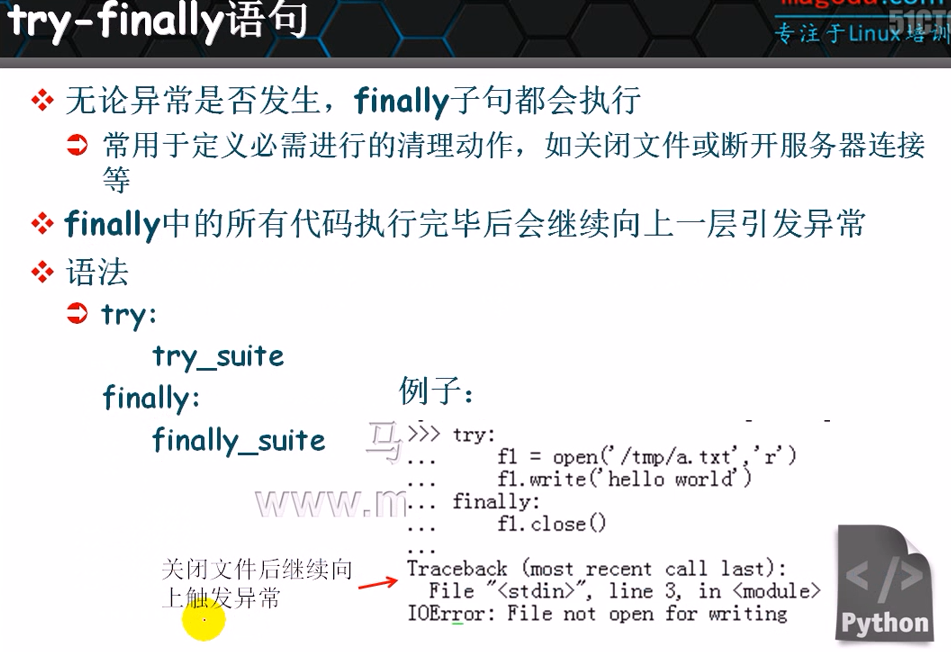 try-finally语句
magedu.com
51CT
专注于Linux培训
无论异常是否发生，finally子句都会执行
常用于定义必需进行的清理动作，如关闭文件或断开服务器连接
等
finally中的所有代码执行完毕后会继续向上一层引发异常
语法
try:
try_suite
finally:
finally_suite
例子：
马
www.m
>>> try:
...     f1 = open('/tmp/a.txt','r')
...     f1.write('hello world')
... finally:
...     f1.close()
...
Traceback (most recent call last):
  File "<stdin>", line 3, in <module>
IOError: File not open for writing
关闭文件后继续向
上触发异常
</>
Python